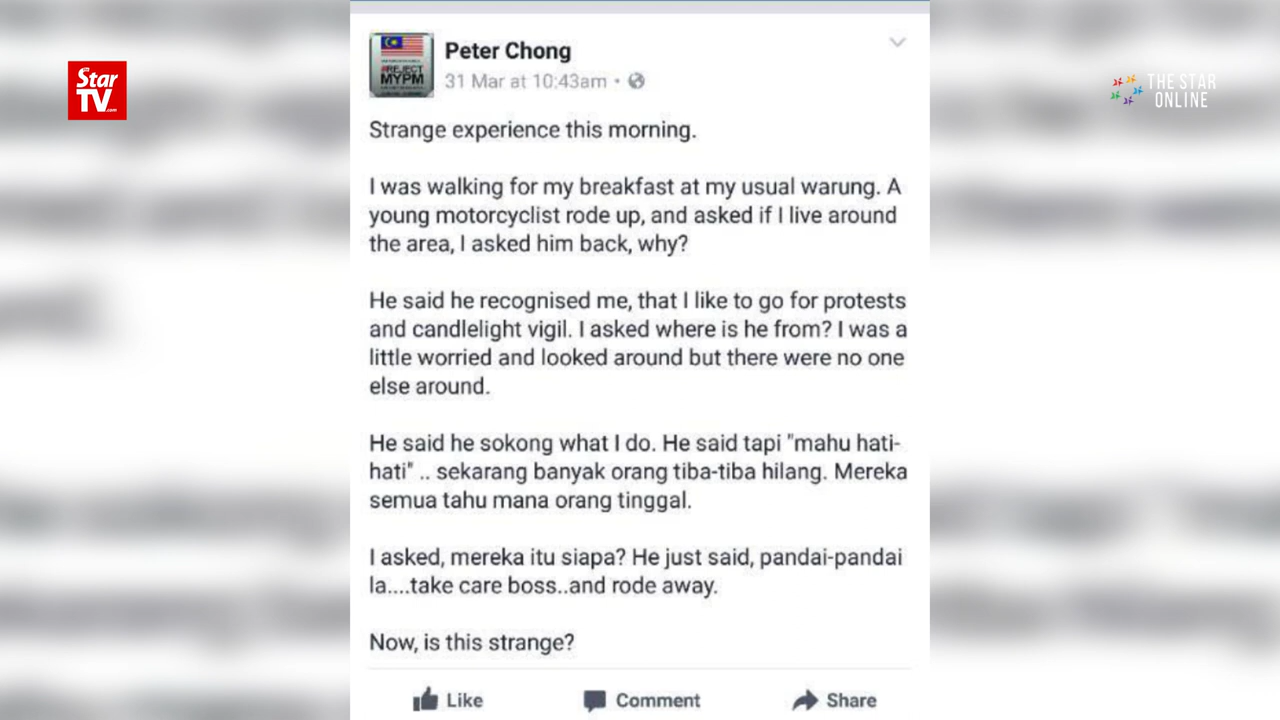 Star
TV.com
THE STAR
ONLINE
#REJECT
MYPM
Peter Chong
31 Mar at 10:43am •
Strange experience this morning.
I was walking for my breakfast at my usual warung. A
young motorcyclist rode up, and asked if I live around
the area, I asked him back, why?
He said he recognised me, that I like to go for protests
and candlelight vigil. I asked where is he from? I was a
little worried and looked around but there were no one
else around.
He said he sokong what I do. He said tapi "mahu hati-
hati" .. sekarang banyak orang tiba-tiba hilang. Mereka
semua tahu mana orang tinggal.
I asked, mereka itu siapa? He just said, pandai-pandai
la....take care boss..and rode away.
Now, is this strange?
Like
Comment
Share